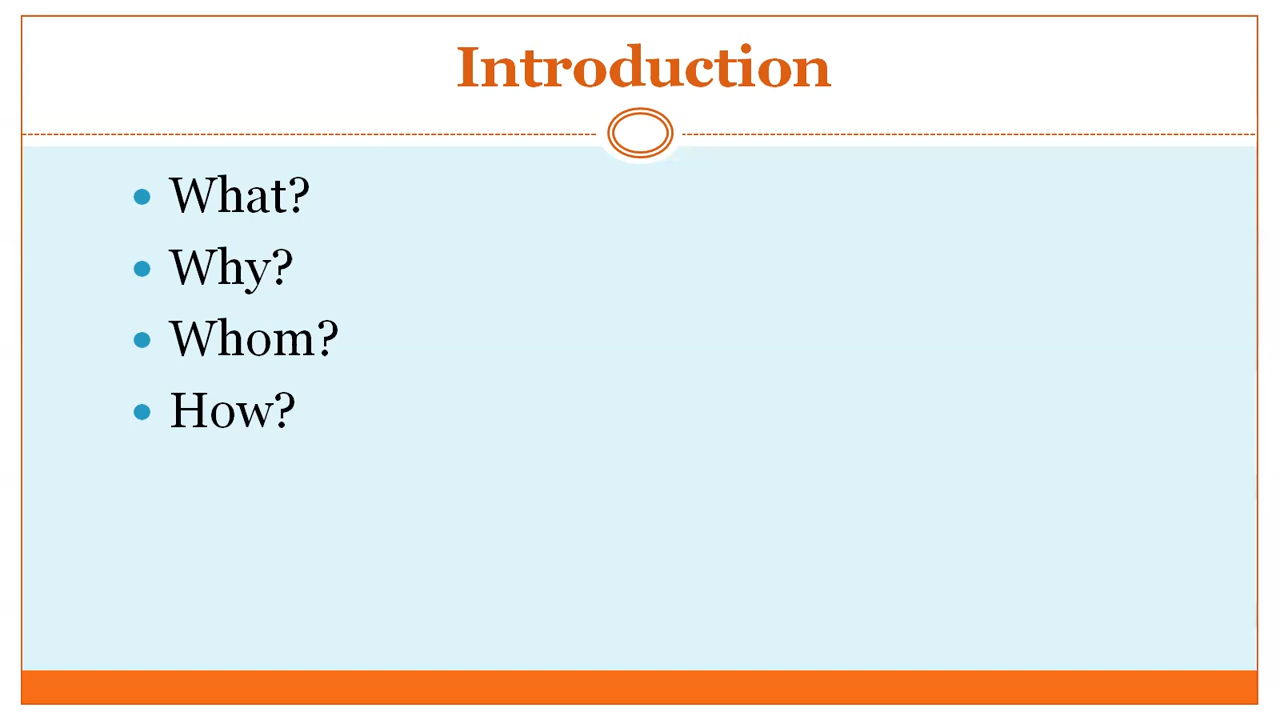 Introduction
• What?
• Why?
• Whom?
• How?